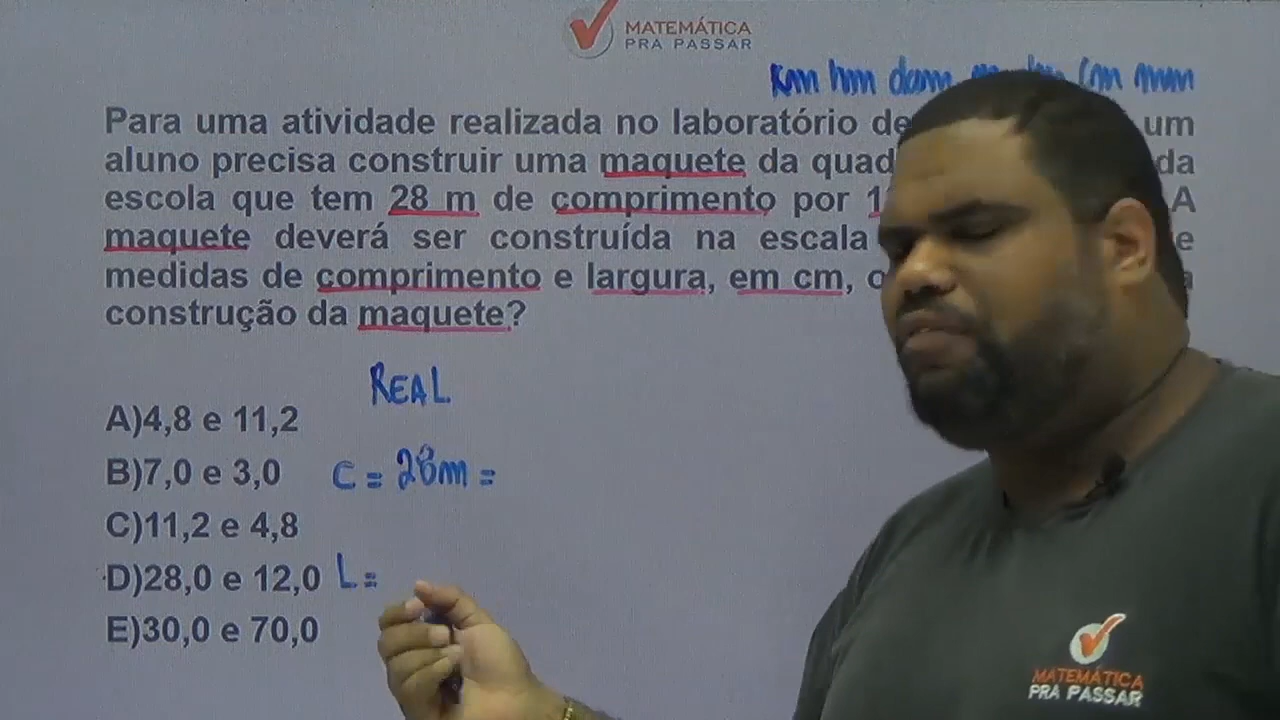 MATEMÁTICA
PRA PASSAR
Km hm dam cm mm
Para uma atividade realizada no laboratório de um
aluno precisa construir uma maquete da da
escola que tem 28 m de comprimento por A
maquete deverá ser construída na escala
medidas de comprimento e largura, em cm,
construção da maquete?
REAL
A)4,8 e 11,2
B)7,0 e 3,0
C = 28m =
C)11,2 e 4,8
D)28,0 e 12,0
L =
E)30,0 e 70,0
MATEMÁTICA
PRA PASSAR